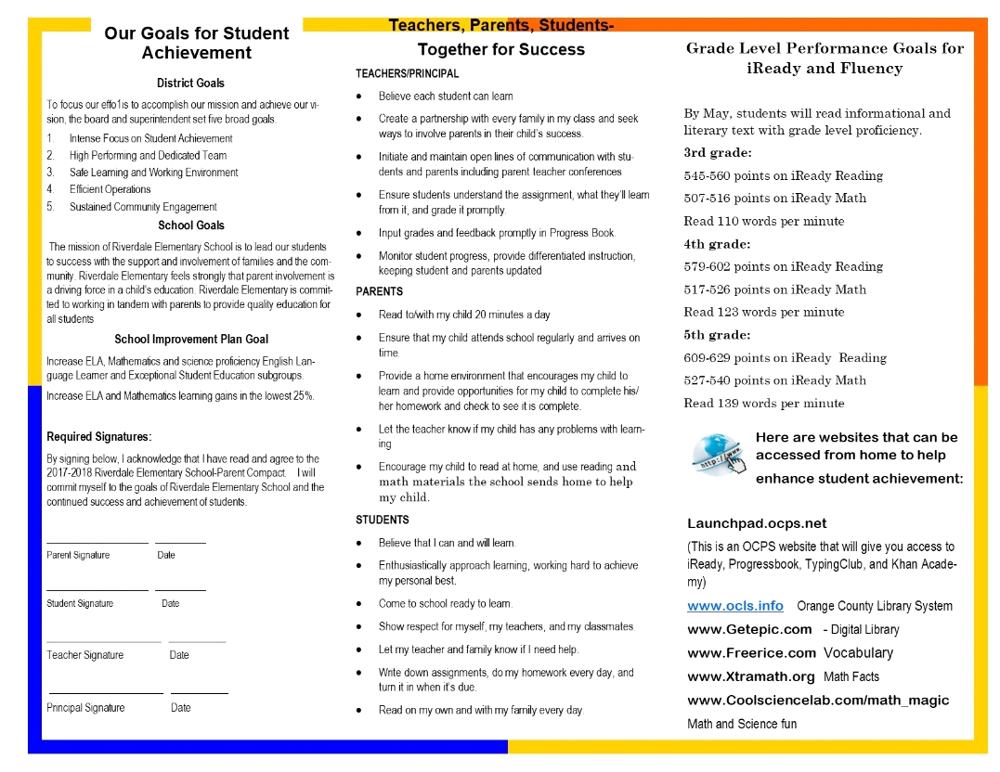 Our Goals for Student
Achievement
District Goals
To focus our effo1is to accomplish our mission and achieve our vi-
sion, the board and superintendent set five broad goals.
1. Intense Focus on Student Achievement
2. High Performing and Dedicated Team
3. Safe Learning and Working Environment
4. Efficient Operations
5. Sustained Community Engagement
School Goals
The mission of Riverdale Elementary School is to lead our students
to success with the support and involvement of families and the com-
munity. Riverdale Elementary feels strongly that parent involvement is
a driving force in a child's education. Riverdale Elementary is commit-
ted to working in tandem with parents to provide quality education for
all students
School Improvement Plan Goal
Increase ELA, Mathematics and science proficiency English Lan-
guage Learner and Exceptional Student Education subgroups.
Increase ELA and Mathematics learning gains in the lowest 25%.
Required Signatures:
By signing below, I acknowledge that I have read and agree to the
2017-2018 Riverdale Elementary School-Parent Compact. I will
commit myself to the goals of Riverdale Elementary School and the
continued success and achievement of students.
Parent Signature Date
Student Signature Date
Teacher Signature Date
Principal Signature Date
Teachers, Parents, Students-
Together for Success
TEACHERS/PRINCIPAL
• Believe each student can learn
• Create a partnership with every family in my class and seek
ways to involve parents in their child's success.
• Initiate and maintain open lines of communication with stu-
dents and parents including parent teacher conferences
• Ensure students understand the assignment, what they'll learn
from it, and grade it promptly.
• Input grades and feedback promptly in Progress Book.
• Monitor student progress, provide differentiated instruction,
keeping student and parents updated
PARENTS
• Read to/with my child 20 minutes a day
• Ensure that my child attends school regularly and arrives on
time.
• Provide a home environment that encourages my child to
learn and provide opportunities for my child to complete his/
her homework and check to see it is complete.
• Let the teacher know if my child has any problems with learn-
ing
• Encourage my child to read at home, and use reading and
math materials the school sends home to help
my child.
STUDENTS
• Believe that I can and will learn.
• Enthusiastically approach learning, working hard to achieve
my personal best.
• Come to school ready to learn.
• Show respect for myself, my teachers, and my classmates.
• Let my teacher and family know if I need help.
• Write down assignments, do my homework every day, and
turn it in when it's due.
• Read on my own and with my family every day.
Grade Level Performance Goals for
iReady and Fluency
By May, students will read informational and
literary text with grade level proficiency.
3rd grade:
545-560 points on iReady Reading
507-516 points on iReady Math
Read 110 words per minute
4th grade:
579-602 points on iReady Reading
517-526 points on iReady Math
Read 123 words per minute
5th grade:
609-629 points on iReady Reading
527-540 points on iReady Math
Read 139 words per minute
http://www
Here are websites that can be
accessed from home to help
enhance student achievement:
Launchpad.ocps.net
(This is an OCPS website that will give you access to
iReady, Progressbook, TypingClub, and Khan Acade-
my)
www.ocls.info Orange County Library System
www.Getepic.com - Digital Library
www.Freerice.com Vocabulary
www.Xtramath.org Math Facts
www.Coolsciencelab.com/math_magic
Math and Science fun